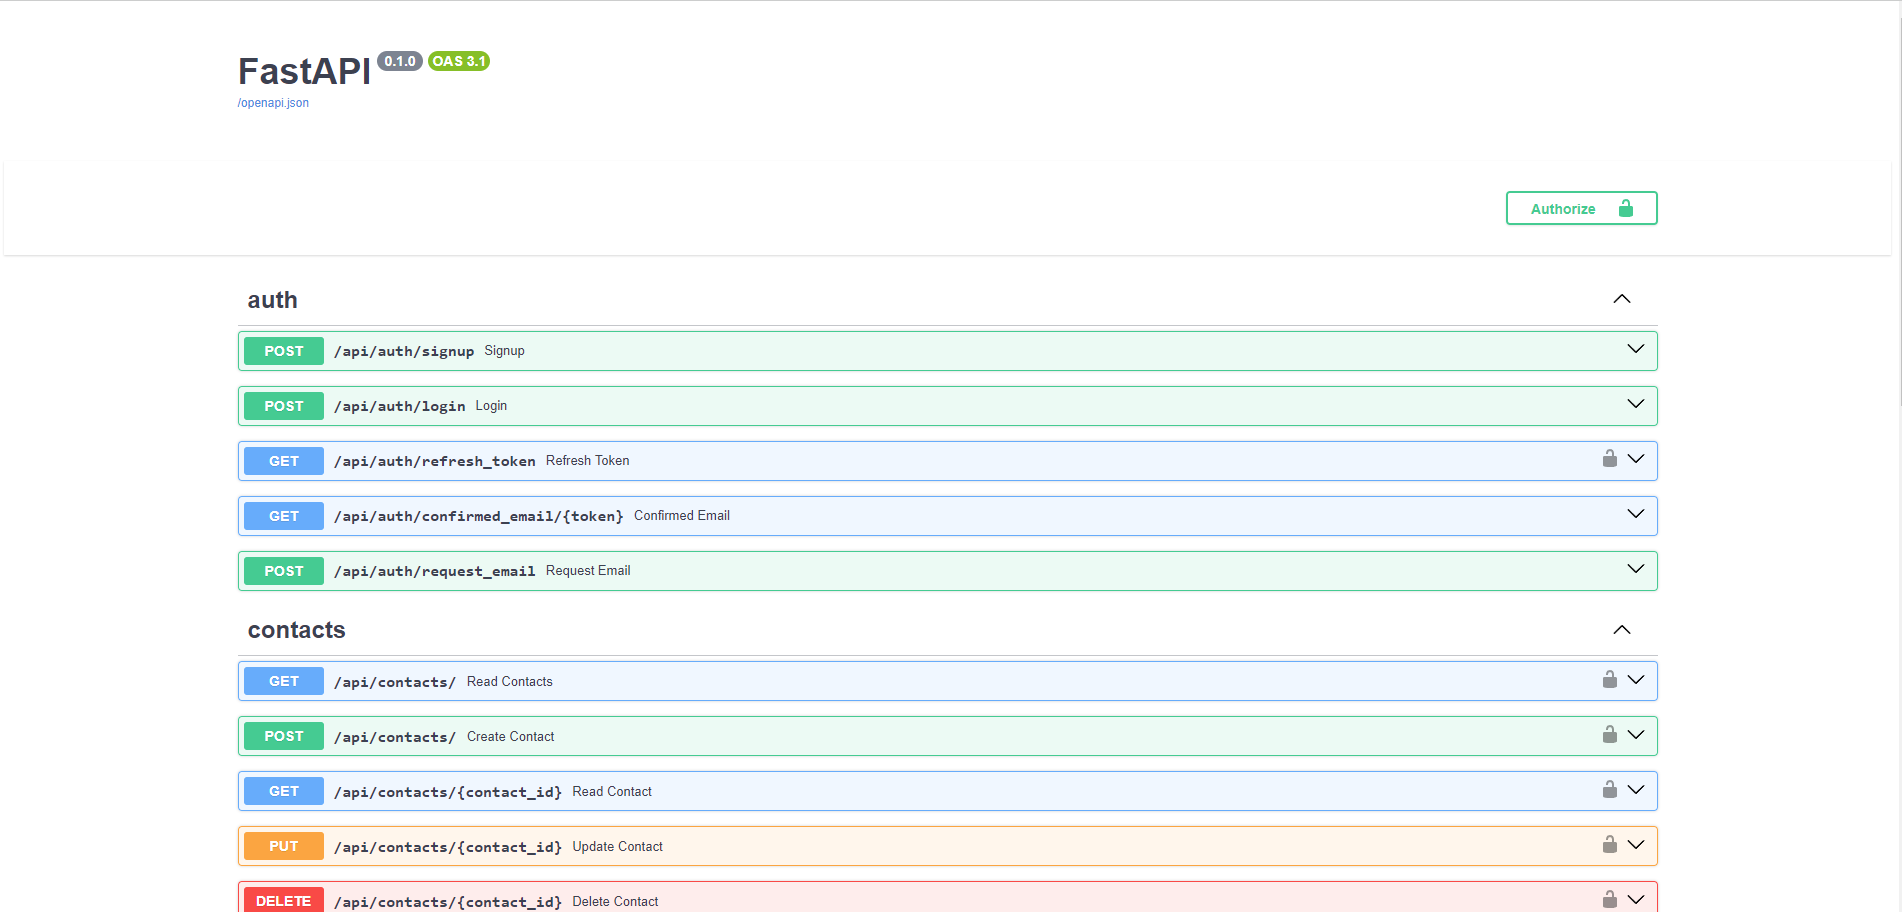 FastAPI 0.1.0 OAS 3.1
/openapi.json
Authorize
auth
POST /api/auth/signup Signup
POST /api/auth/login Login
GET /api/auth/refresh_token Refresh Token
GET /api/auth/confirmed_email/{token} Confirmed Email
POST /api/auth/request_email Request Email
contacts
GET /api/contacts/ Read Contacts
POST /api/contacts/ Create Contact
GET /api/contacts/{contact_id} Read Contact
PUT /api/contacts/{contact_id} Update Contact
DELETE /api/contacts/{contact_id} Delete Contact